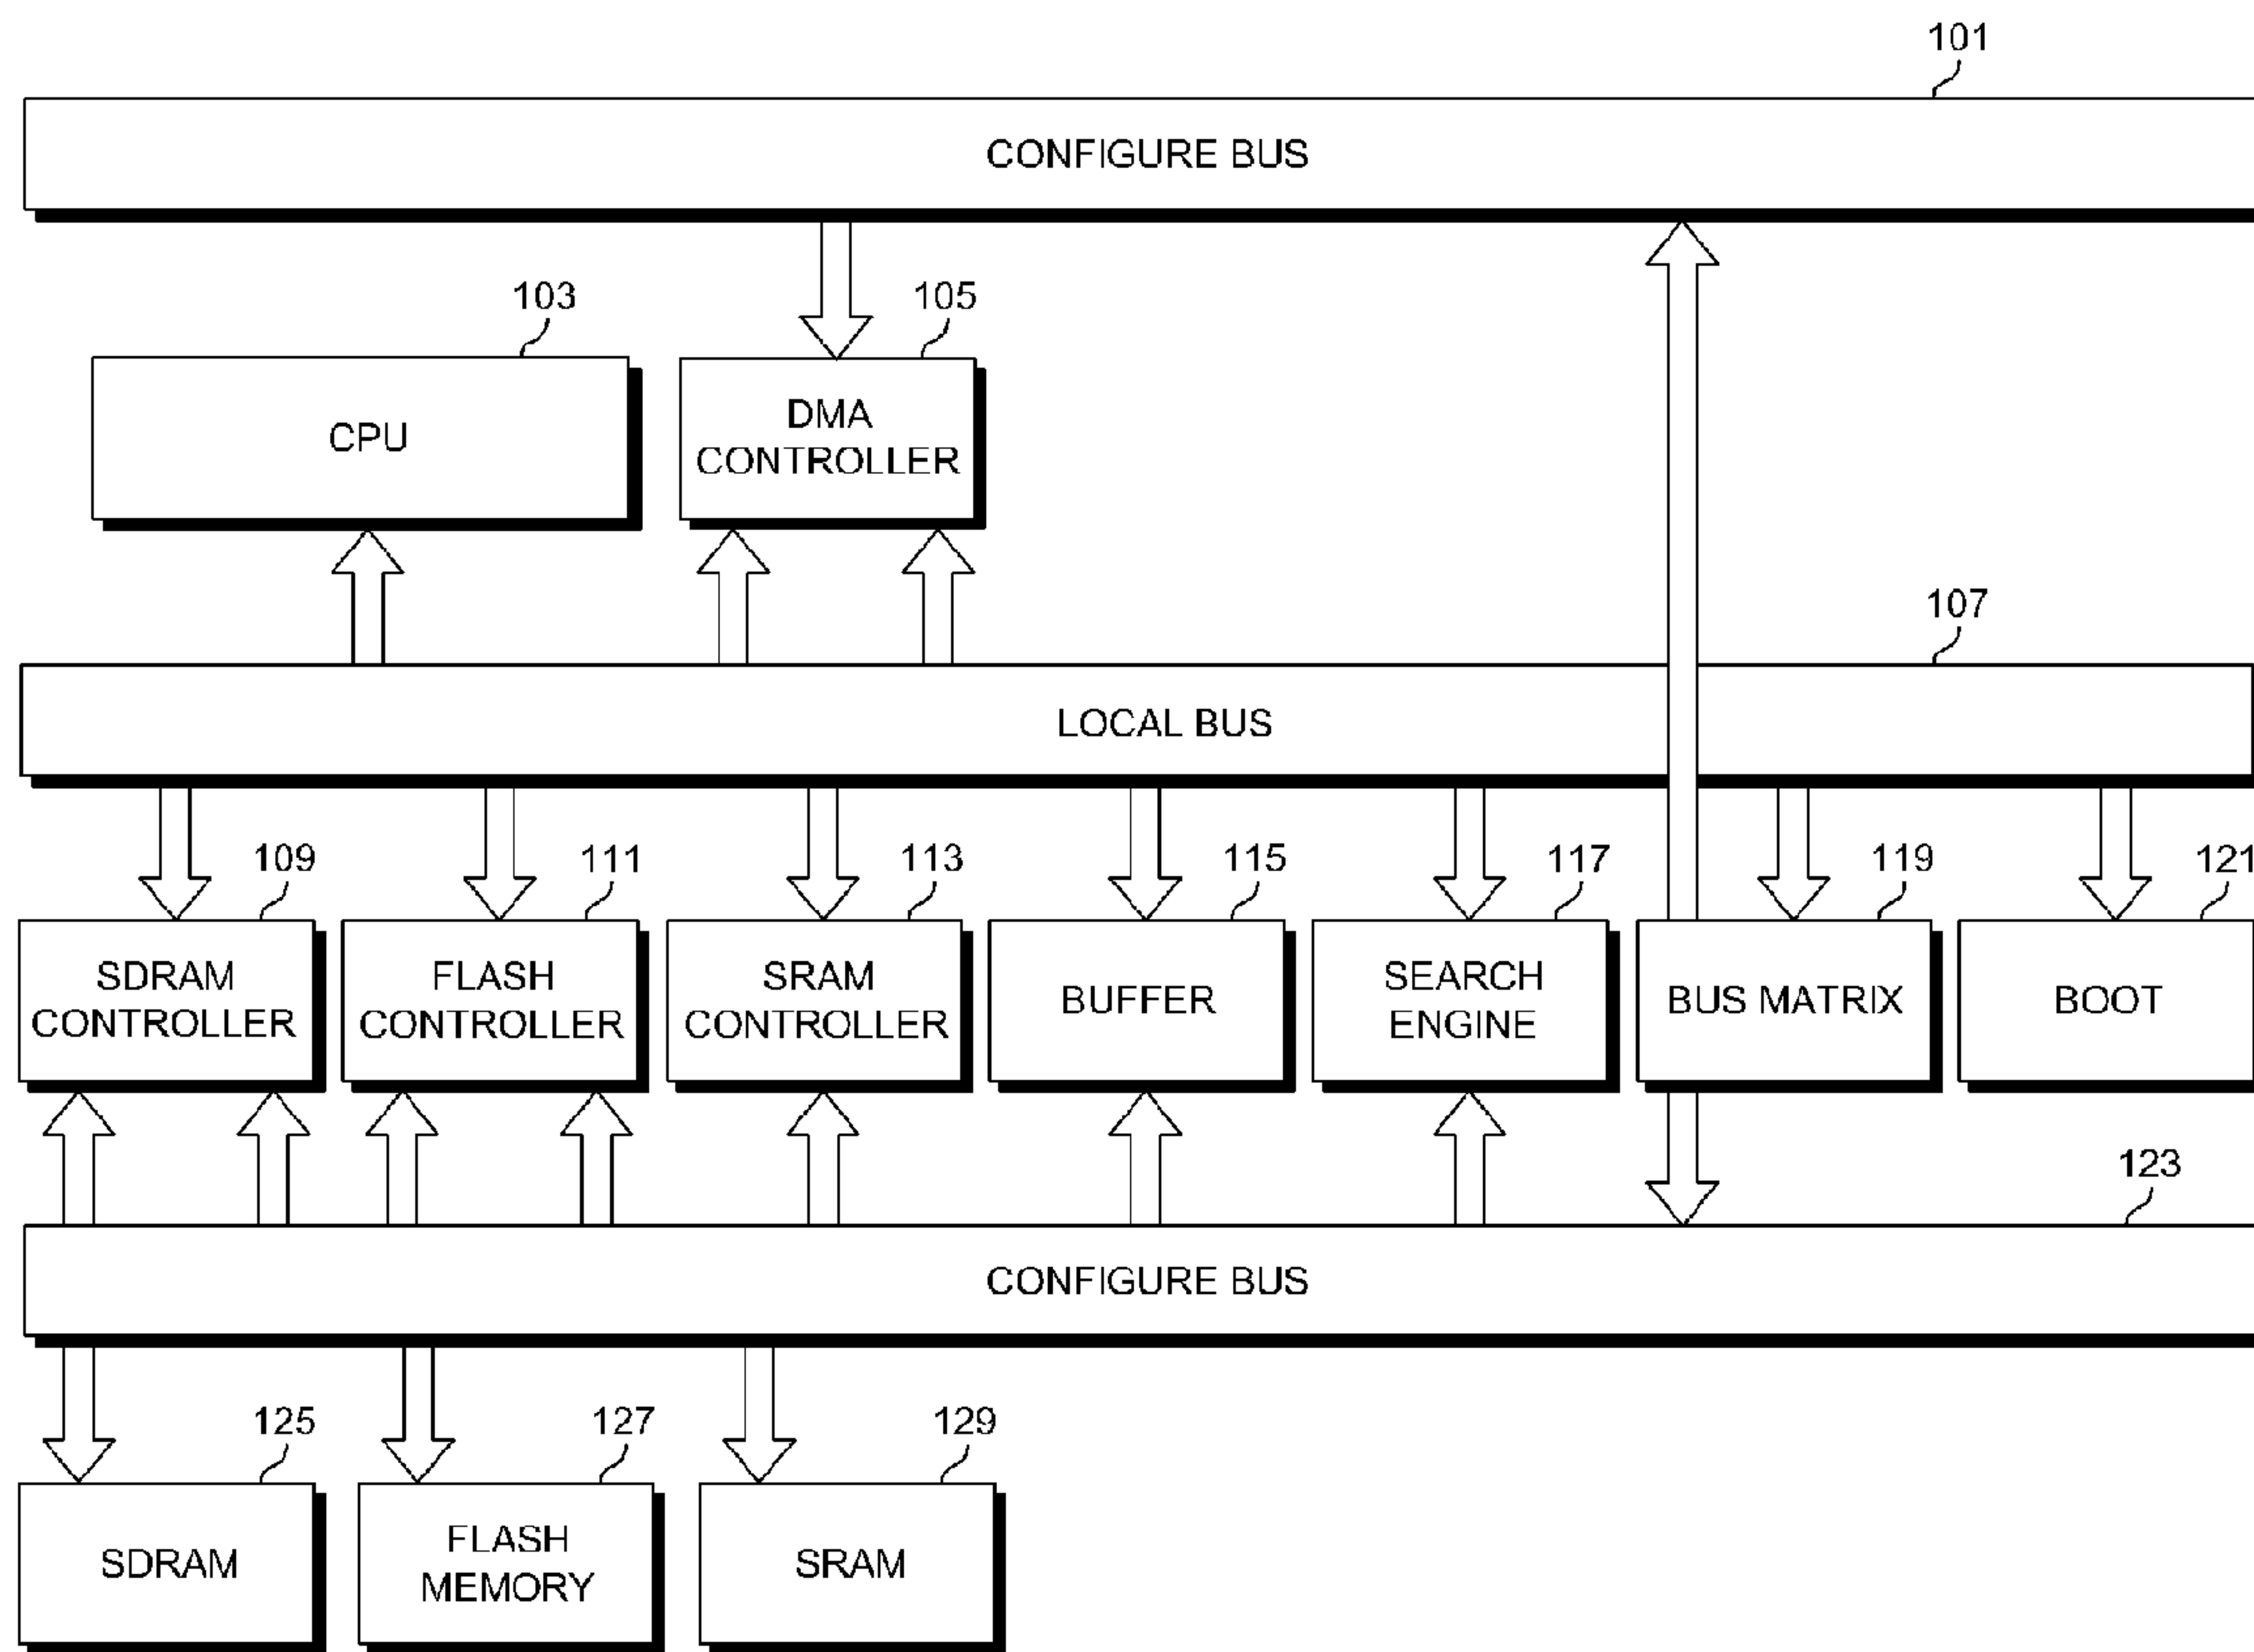 101
CONFIGURE BUS
103
105
CPU
DMA
CONTROLLER
107
LOCAL BUS
109
111
113
115
117
119
121
SDRAM
CONTROLLER
FLASH
CONTROLLER
SRAM
CONTROLLER
BUFFER
SEARCH
ENGINE
BUS MATRIX
BOOT
123
CONFIGURE BUS
125
127
129
SDRAM
FLASH
MEMORY
SRAM